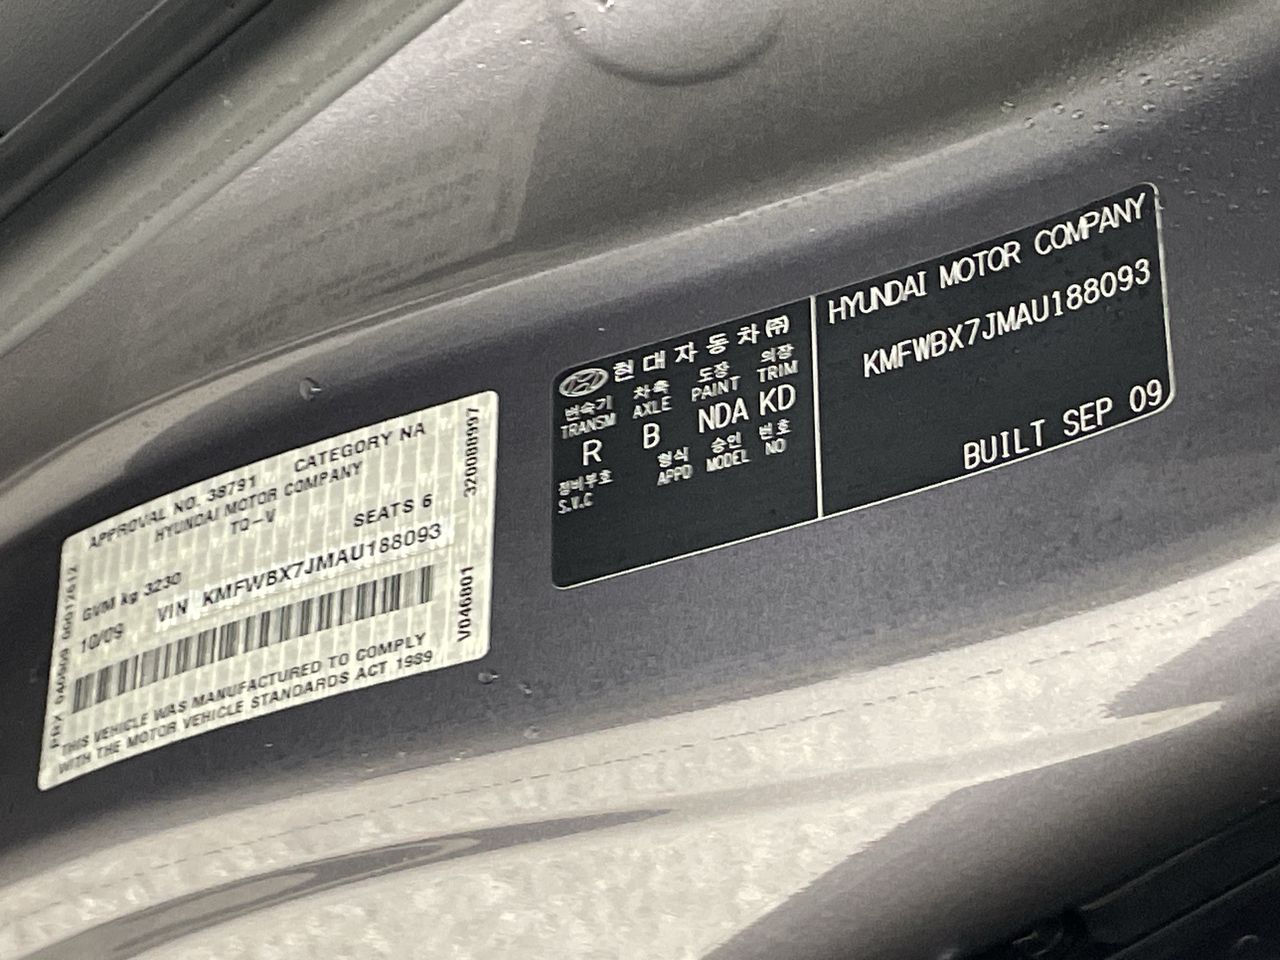 APPROVAL NO. 38791 CATEGORY NA
HYUNDAI MOTOR COMPANY
TQ-V
SEATS 6
GVM kg 3230
10/09 VIN KMFWBX7JMAU188093
THIS VEHICLE WAS MANUFACTURED TO COMPLY
WITH THE MOTOR VEHICLE STANDARDS ACT 1989
V046801 32008897
현대자동차(주)
변속기 차축 도장 의장
TRANSM AXLE PAINT TRIM
R B NDA KD
정비부호 형식 승인 번호
S.V.C APPD MODEL NO
HYUNDAI MOTOR COMPANY
KMFWBX7JMAU188093
BUILT SEP 09